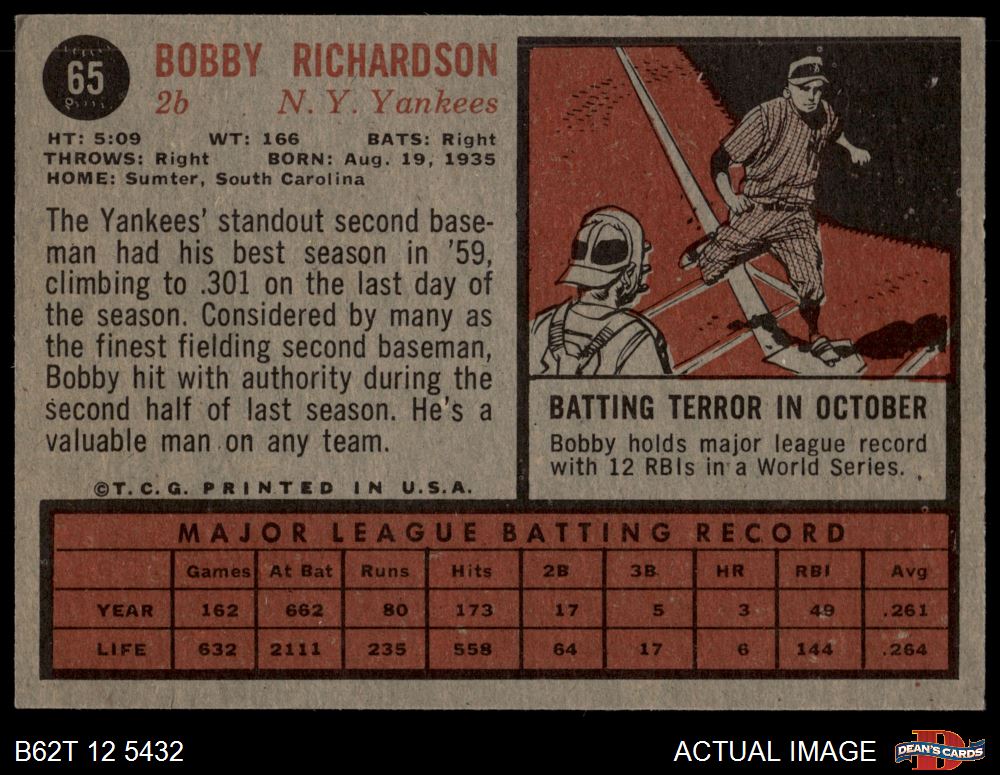 65
BOBBY RICHARDSON
2b N. Y. Yankees
HT: 5:09 WT: 166 BATS: Right
THROWS: Right BORN: Aug. 19, 1935
HOME: Sumter, South Carolina
The Yankees' standout second base-
man had his best season in '59,
climbing to .301 on the last day of
the season. Considered by many as
the finest fielding second baseman,
Bobby hit with authority during the
second half of last season. He's a
valuable man on any team.
©T. C. G. PRINTED IN U.S.A.
BATTING TERROR IN OCTOBER
Bobby holds major league record
with 12 RBIs in a World Series.
MAJOR LEAGUE BATTING RECORD
Games At Bat Runs Hits 2B 3B HR RBI Avg
YEAR 162 662 80 173 17 5 3 49 .261
LIFE 632 2111 235 558 64 17 6 144 .264
B62T 12 5432
ACTUAL IMAGE
DEAN'S CARDS